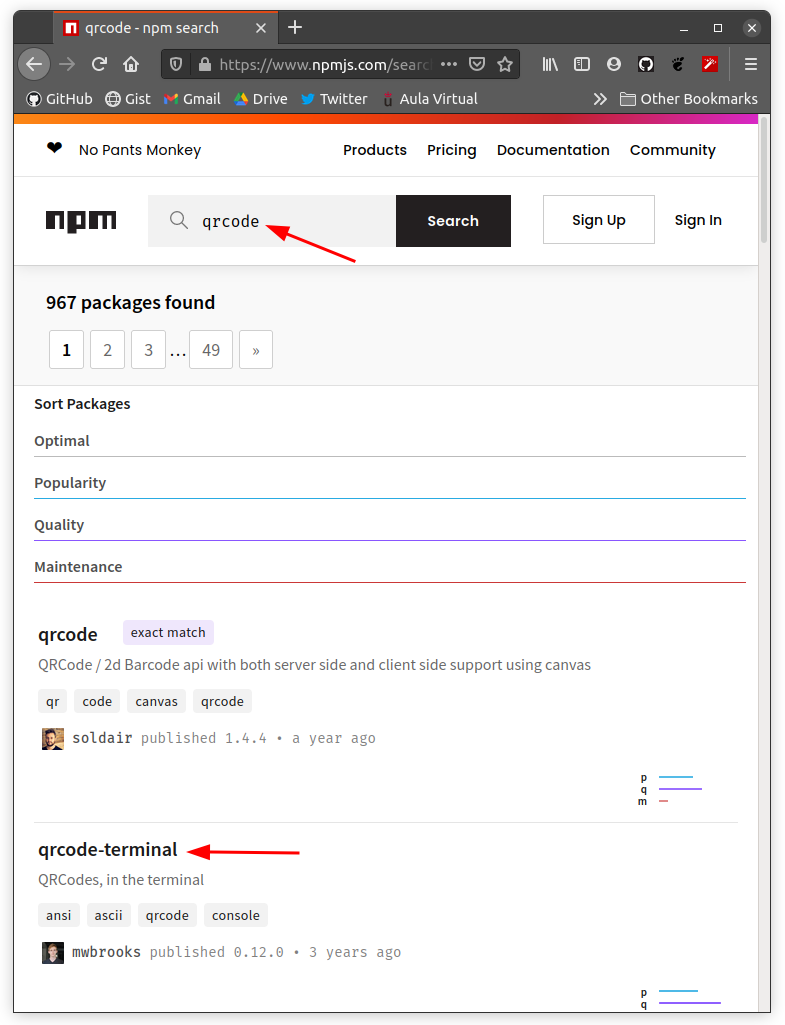 qrcode - npm search
https://www.npmjs.com/searc
GitHub Gist Gmail Drive Twitter Aula Virtual Other Bookmarks
❤ No Pants Monkey Products Pricing Documentation Community
npm qrcode Search Sign Up Sign In
967 packages found
1 2 3 ... 49 »
Sort Packages
Optimal
Popularity
Quality
Maintenance
qrcode exact match
QRCode / 2d Barcode api with both server side and client side support using canvas
qr code canvas qrcode
soldair published 1.4.4 • a year ago
p
q
m
qrcode-terminal
QRCodes, in the terminal
ansi ascii qrcode console
mwbrooks published 0.12.0 • 3 years ago
p
q